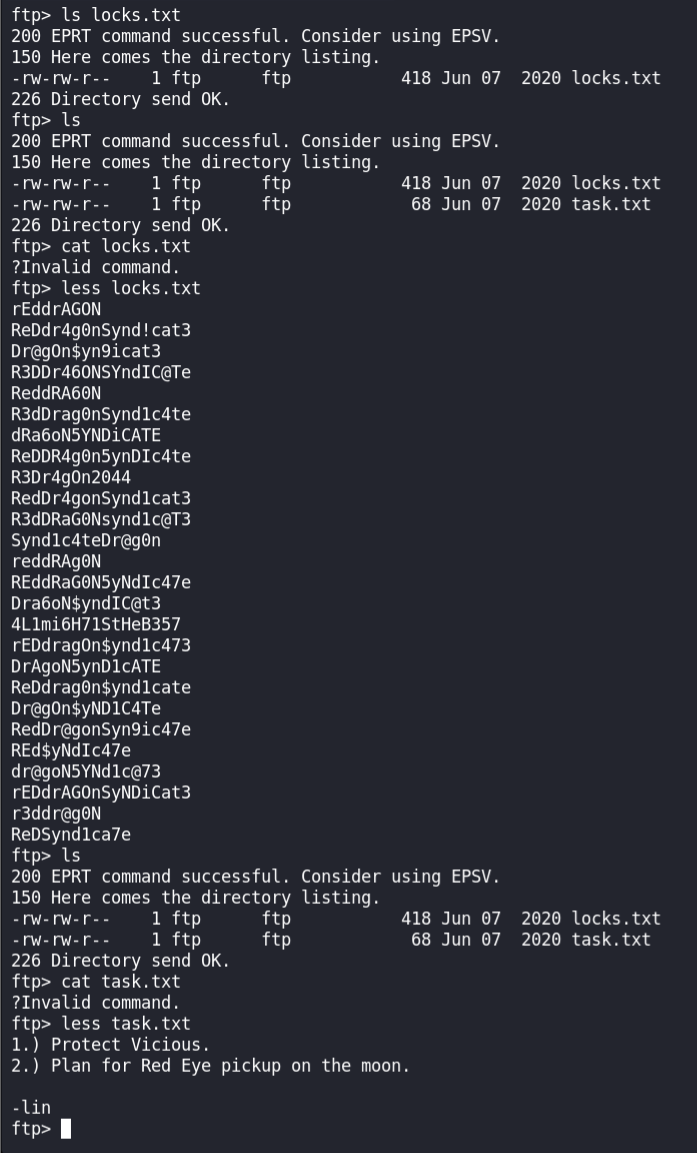 ftp> ls locks.txt
200 EPRT command successful. Consider using EPSV.
150 Here comes the directory listing.
-rw-rw-r--    1 ftp      ftp           418 Jun 07  2020 locks.txt
226 Directory send OK.
ftp> ls
200 EPRT command successful. Consider using EPSV.
150 Here comes the directory listing.
-rw-rw-r--    1 ftp      ftp           418 Jun 07  2020 locks.txt
-rw-rw-r--    1 ftp      ftp            68 Jun 07  2020 task.txt
226 Directory send OK.
ftp> cat locks.txt
?Invalid command.
ftp> less locks.txt
rEddrAGON
ReDdr4g0nSynd!cat3
Dr@gOn$yn9icat3
R3DDr46ONSYndIC@Te
ReddRA60N
R3dDrag0nSynd1c4te
dRa6oN5YNDiCATE
ReDDR4g0n5ynDIc4te
R3Dr4gOn2044
RedDr4gonSynd1cat3
R3dDRaG0Nsynd1c@T3
Synd1c4teDr@g0n
reddRAg0N
REddRaG0N5yNdIc47e
Dra6oN$yndIC@t3
4L1mi6H71StHeB357
rEDdragOn$ynd1c473
DrAgoN5ynD1cATE
ReDdrag0n$ynd1cate
Dr@gOn$yND1C4Te
RedDr@gonSyn9ic47e
REd$yNdIc47e
dr@goN5YNd1c@73
rEDdrAGOnSyNDiCat3
r3ddr@g0N
ReDSynd1ca7e
ftp> ls
200 EPRT command successful. Consider using EPSV.
150 Here comes the directory listing.
-rw-rw-r--    1 ftp      ftp           418 Jun 07  2020 locks.txt
-rw-rw-r--    1 ftp      ftp            68 Jun 07  2020 task.txt
226 Directory send OK.
ftp> cat task.txt
?Invalid command.
ftp> less task.txt
1.) Protect Vicious.
2.) Plan for Red Eye pickup on the moon.
-lin
ftp>